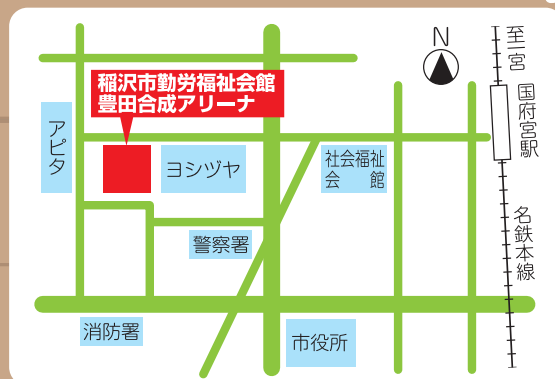 N
至一宮
稲沢市勤労福祉会館
豊田合成アリーナ
国府宮駅
アピタ
ヨシヅヤ
社会福祉
会館
名鉄本線
警察署
消防署
市役所